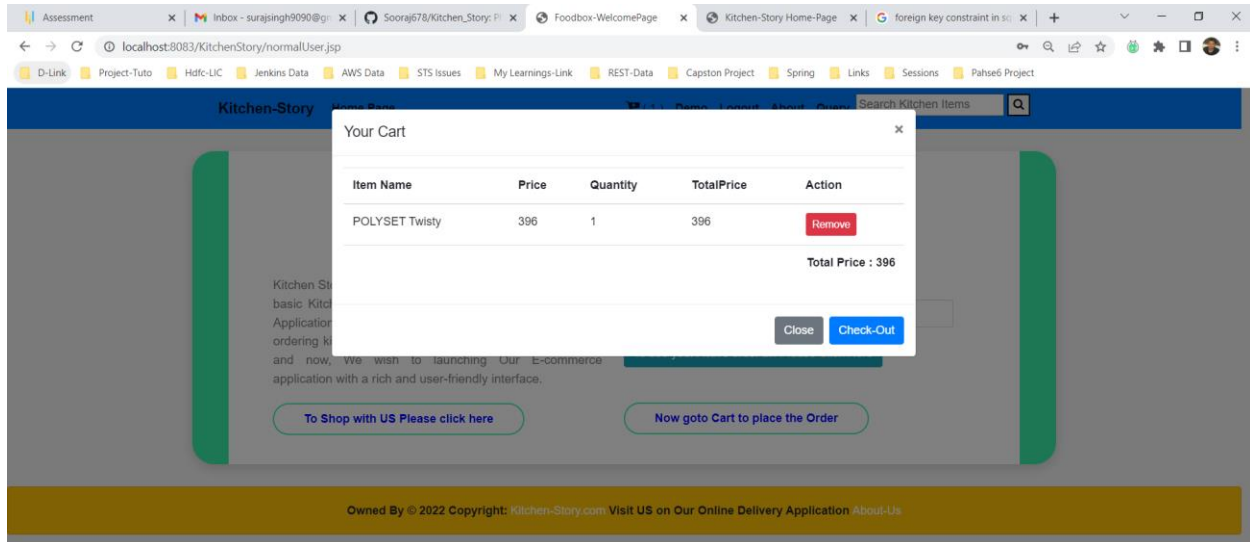 Assessment
Inbox - surajsingh9090@gm
Sooraj678/Kitchen_Story: P
Foodbox-WelcomePage
Kitchen-Story Home-Page
foreign key constraint in sq
localhost:8083/KitchenStory/normalUser.jsp
D-Link Project-Tuto Hdfc-LIC Jenkins Data AWS Data STS Issues My Learnings-Link REST-Data Capston Project Spring Links Sessions Pahse6 Project
Kitchen-Story Home Page ( 1 ) Demo Logout About Query Search Kitchen Items
Your Cart ×
Item Name Price Quantity TotalPrice Action
POLYSET Twisty 396 1 396 Remove
Total Price : 396
Close Check-Out
Kitchen
basic
Application
ordering
and now, We wish to launching Our E-commerce
application with a rich and user-friendly interface.
To Shop with US Please click here
Now goto Cart to place the Order
Owned By © 2022 Copyright: Kitchen-Story.com Visit US on Our Online Delivery Application About-Us